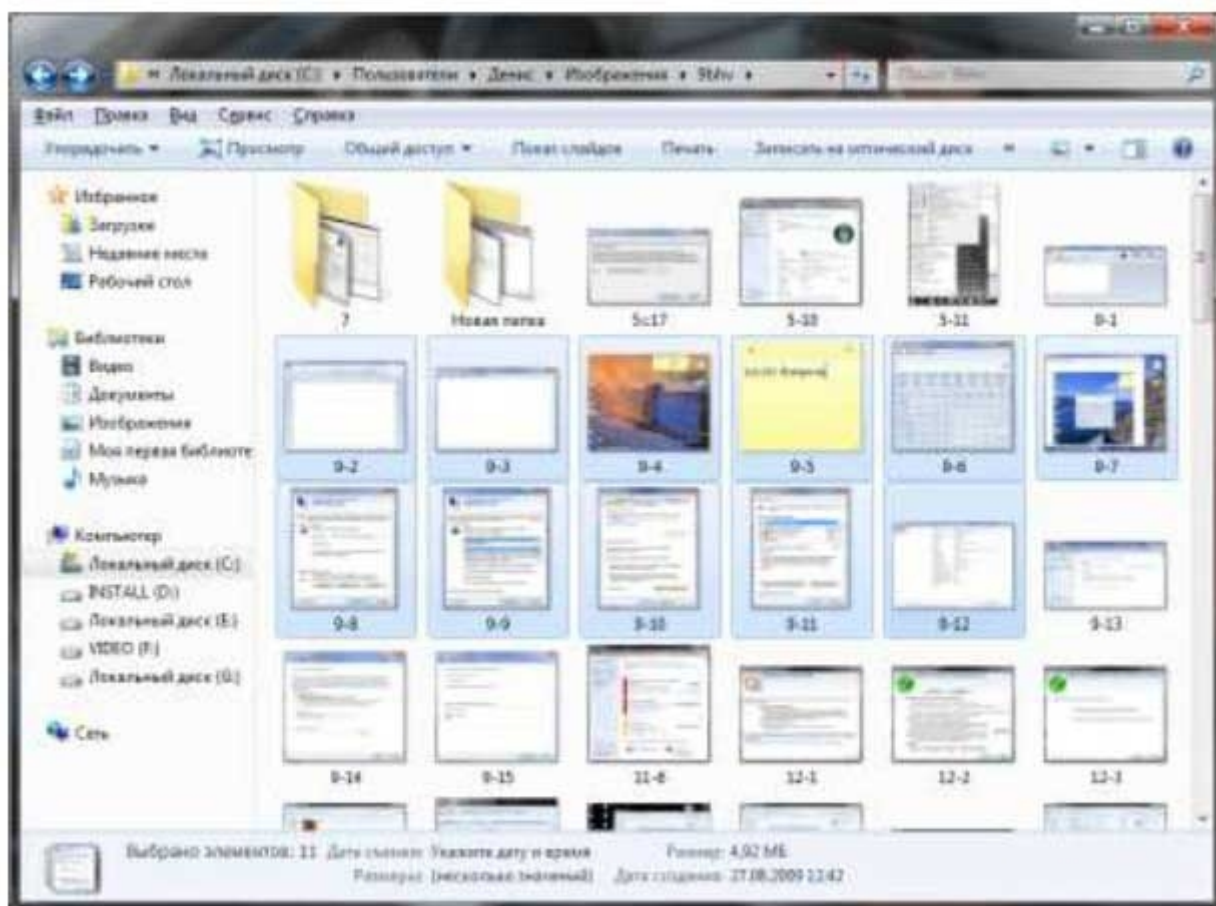 Локальный диск (C:) ▸ Пользователи ▸ Денис ▸ Изображения ▸ 9bhv ▸
Поиск: 9bhv
Файл Правка Вид Сервис Справка
Упорядочить Просмотр Общий доступ Показ слайдов Печать Записать на оптический диск »
Избранное
Загрузки
Недавние места
Рабочий стол
Библиотеки
Видео
Документы
Изображения
Моя первая библиоте
Музыка
Компьютер
Локальный диск (C:)
INSTALL (D:)
Локальный диск (E:)
VIDEO (F:)
Локальный диск (G:)
Сеть
7 Новая папка 5c17 5-10 5-11 9-1
9-2 9-3 9-4 9-5 9-6 9-7
9-8 9-9 9-10 9-11 9-12 9-13
9-14 9-15 11-6 12-1 12-2 12-3
Выбрано элементов: 11 Дата съемки: Укажите дату и время Размер: 4,92 МБ
Размеры: (несколько значений) Дата создания: 27.08.2009 12:42